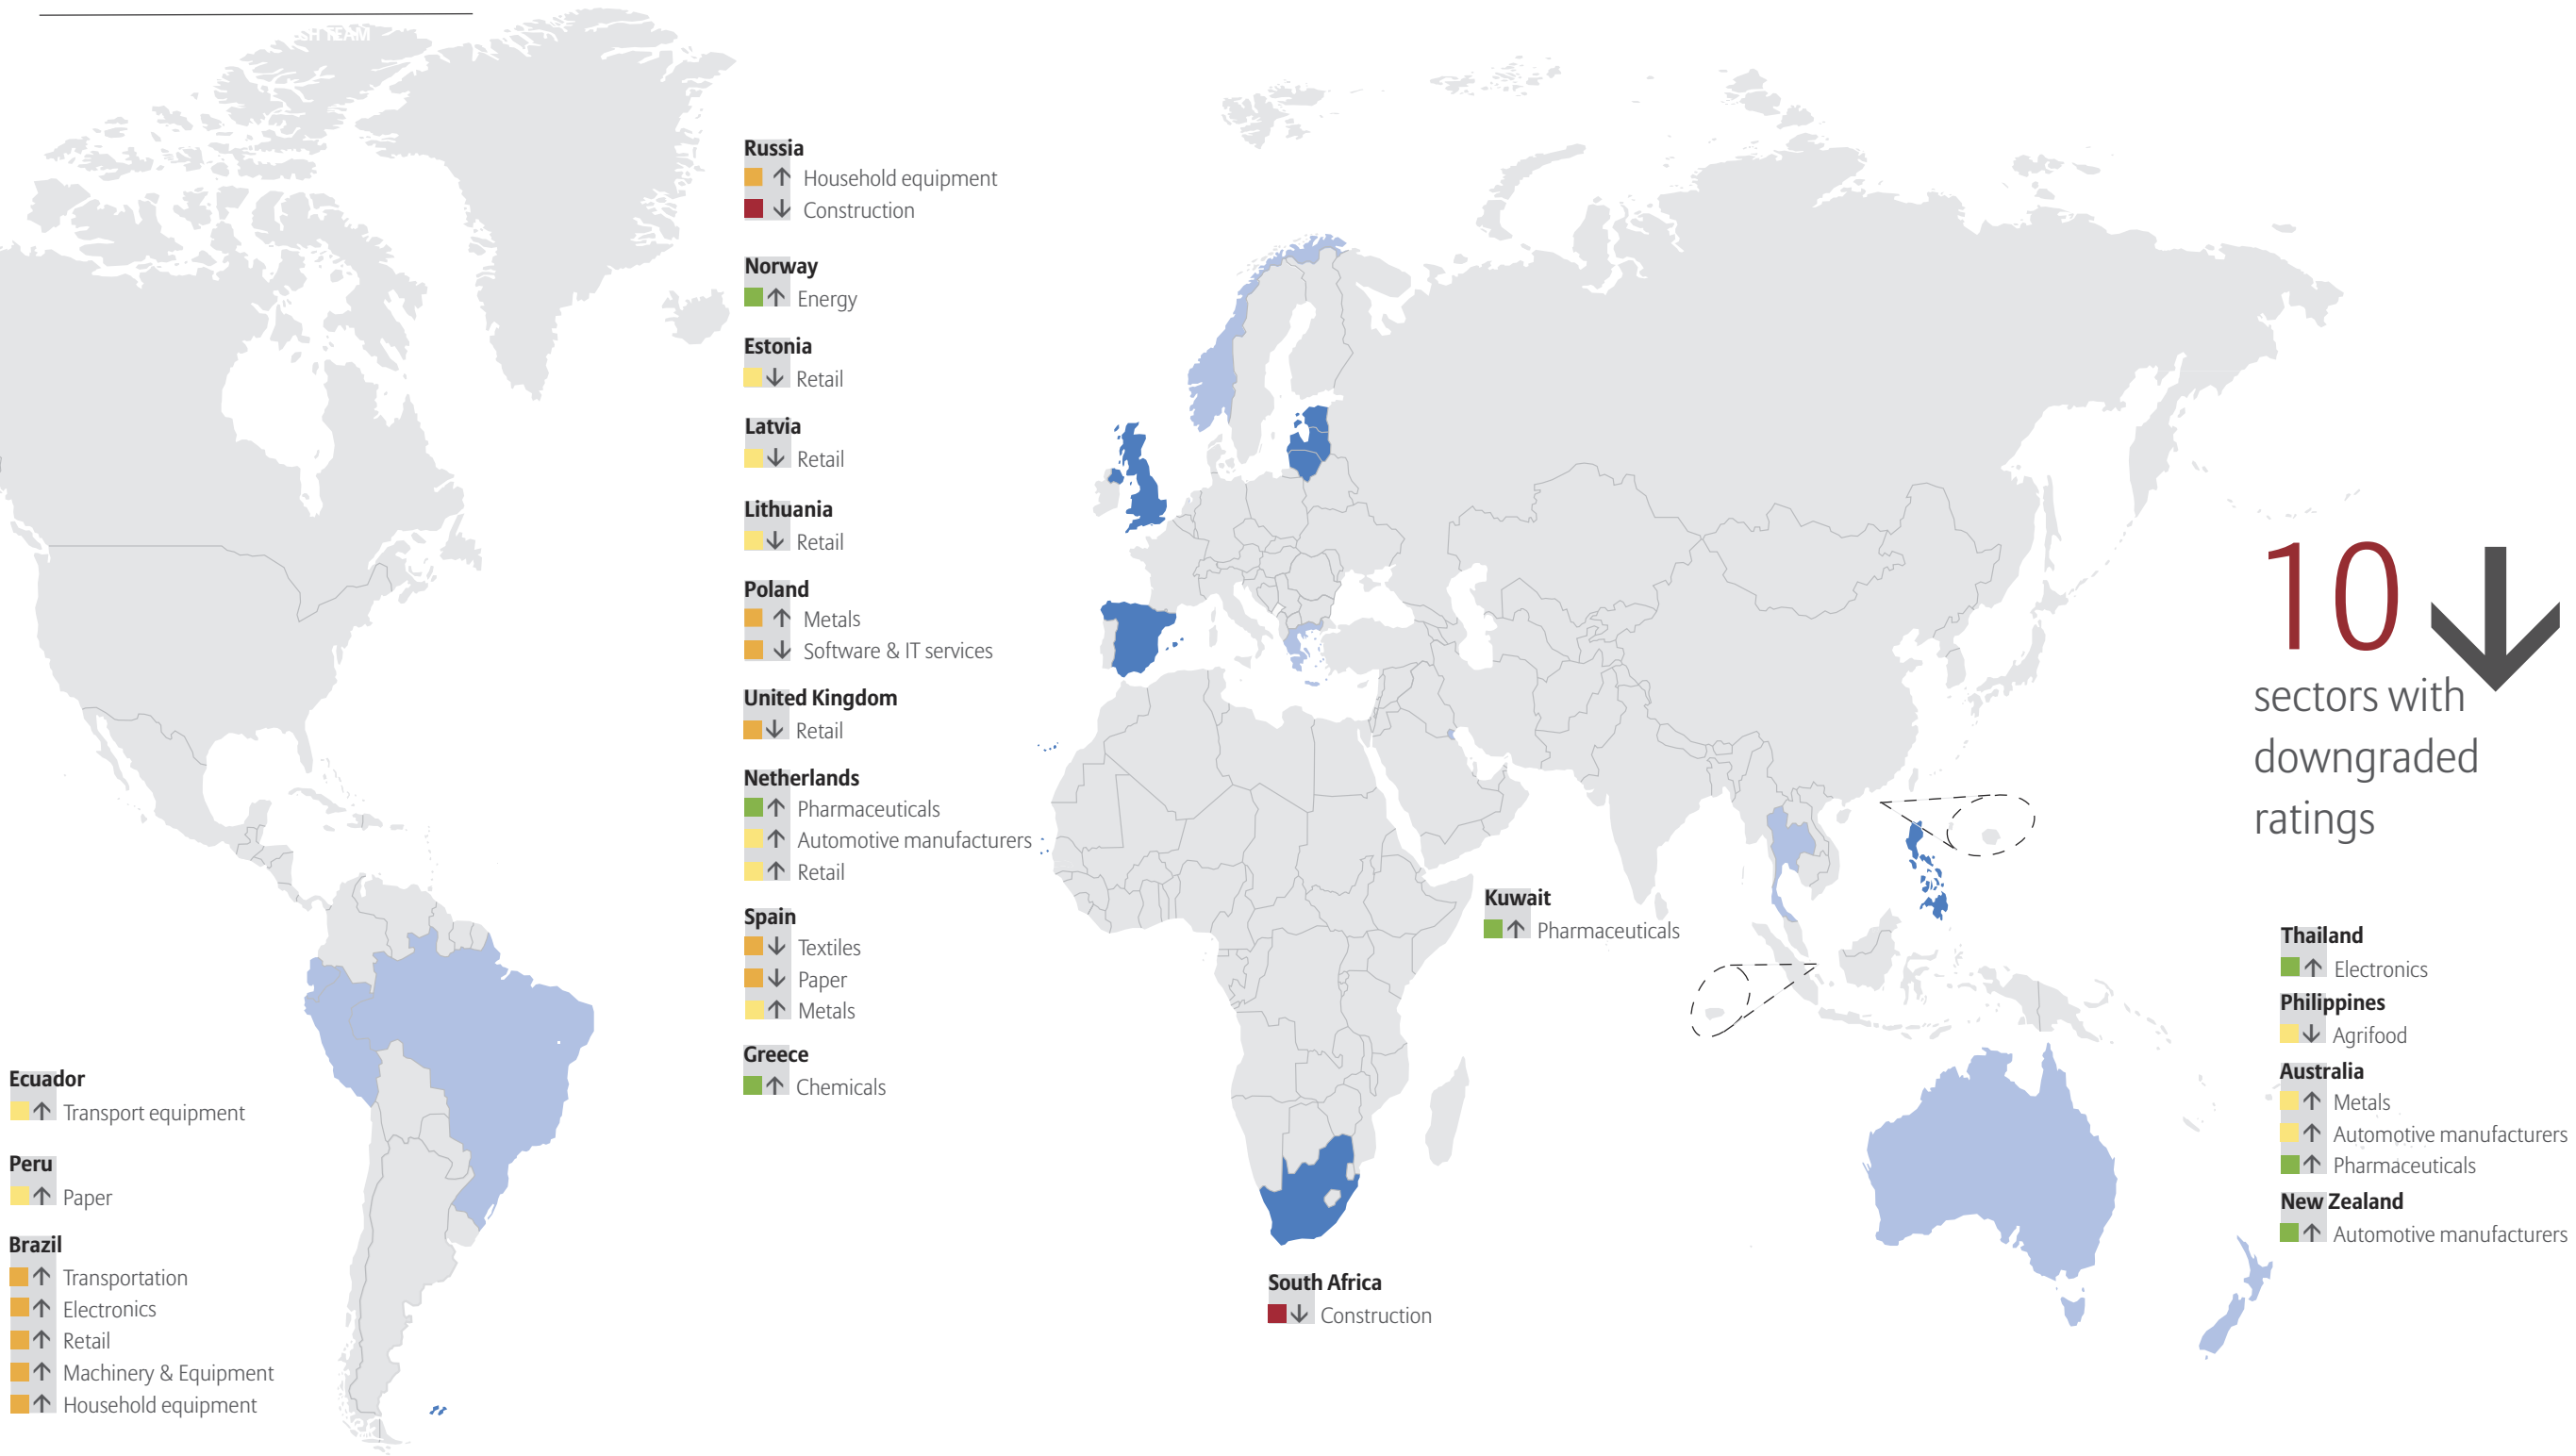 TEAM
Russia
↑ Household equipment
↓ Construction
Norway
↑ Energy
Estonia
↓ Retail
Latvia
↓ Retail
Lithuania
↓ Retail
Poland
↑ Metals
↓ Software & IT services
United Kingdom
↓ Retail
Netherlands
↑ Pharmaceuticals
↑ Automotive manufacturers
↑ Retail
Spain
↓ Textiles
↓ Paper
↑ Metals
Greece
↑ Chemicals
Ecuador
↑ Transport equipment
Peru
↑ Paper
Brazil
↑ Transportation
↑ Electronics
↑ Retail
↑ Machinery & Equipment
↑ Household equipment
South Africa
↓ Construction
Kuwait
↑ Pharmaceuticals
10 ↓
sectors with
downgraded
ratings
Thailand
↑ Electronics
Philippines
↓ Agrifood
Australia
↑ Metals
↑ Automotive manufacturers
↑ Pharmaceuticals
New Zealand
↑ Automotive manufacturers